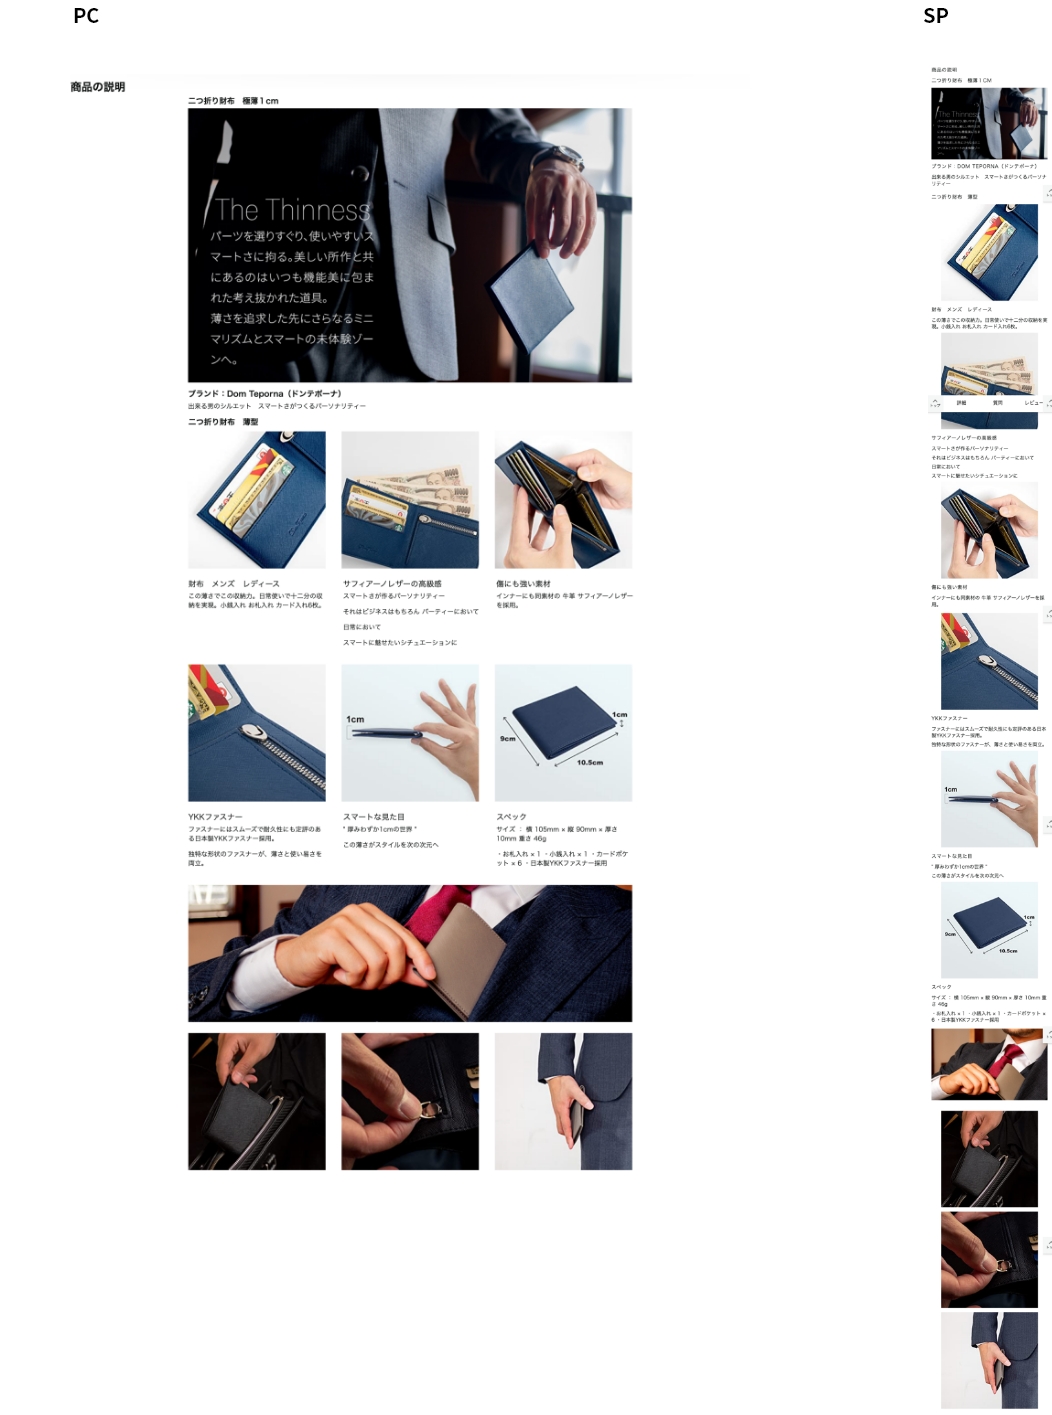 PC
SP
商品の説明
二つ折り財布　極薄１cm
The Thinness
パーツを選りすぐり、使いやすいス
マートさに拘る。美しい所作と共
にあるのはいつも機能美に包ま
れた考え抜かれた道具。
薄さを追求した先にさらなるミニ
マリズムとスマートの未体験ゾー
ンへ。
ブランド：Dom Teporna（ドンテポーナ）
出来る男のシルエット　スマートさがつくるパーソナリティー
二つ折り財布　薄型
財布　メンズ　レディース
この薄さでこの収納力。日常使いで十二分の収
納を実現。小銭入れ お札入れ カード入れ6枚。
サフィアーノレザーの高級感
スマートさが作るパーソナリティー
それはビジネスはもちろん パーティーにおいて
日常において
スマートに魅せたいシチュエーションに
傷にも強い素材
インナーにも同素材の 牛革 サフィアーノレザー
を採用。
YKKファスナー
ファスナーにはスムーズで耐久性にも定評のあ
る日本製YKKファスナー採用。
独特な形状のファスナーが、薄さと使い易さを
両立。
1cm
スマートな見た目
" 厚みわずか1cmの世界 "
この薄さがスタイルを次の次元へ
1cm
9cm
10.5cm
スペック
サイズ ： 横 105mm × 縦 90mm × 厚さ
10mm 重さ 46g
・お札入れ × 1 ・小銭入れ × 1 ・カードポケ
ット × 6 ・日本製YKKファスナー採用
商品の説明
二つ折り財布　極薄１CM
The Thinness
ブランド：DOM TEPORNA（ドンテポーナ）
出来る男のシルエット　スマートさがつくるパーソナ
リティー
二つ折り財布　薄型
財布　メンズ　レディース
この薄さでこの収納力。日常使いで十二分の収納を実
現。小銭入れ お札入れ カード入れ6枚。
トップ
詳細
質問
レビュー
サフィアーノレザーの高級感
スマートさが作るパーソナリティー
それはビジネスはもちろん パーティーにおいて
日常において
スマートに魅せたいシチュエーションに
傷にも強い素材
インナーにも同素材の 牛革 サフィアーノレザーを採
用。
YKKファスナー
ファスナーにはスムーズで耐久性にも定評のある日本
製YKKファスナー採用。
独特な形状のファスナーが、薄さと使い易さを両立。
1cm
スマートな見た目
" 厚みわずか1cmの世界 "
この薄さがスタイルを次の次元へ
1cm
9cm
10.5cm
スペック
サイズ ： 横 105mm × 縦 90mm × 厚さ 10mm 重
さ 46g
・お札入れ × 1 ・小銭入れ × 1 ・カードポケット ×
6 ・日本製YKKファスナー採用